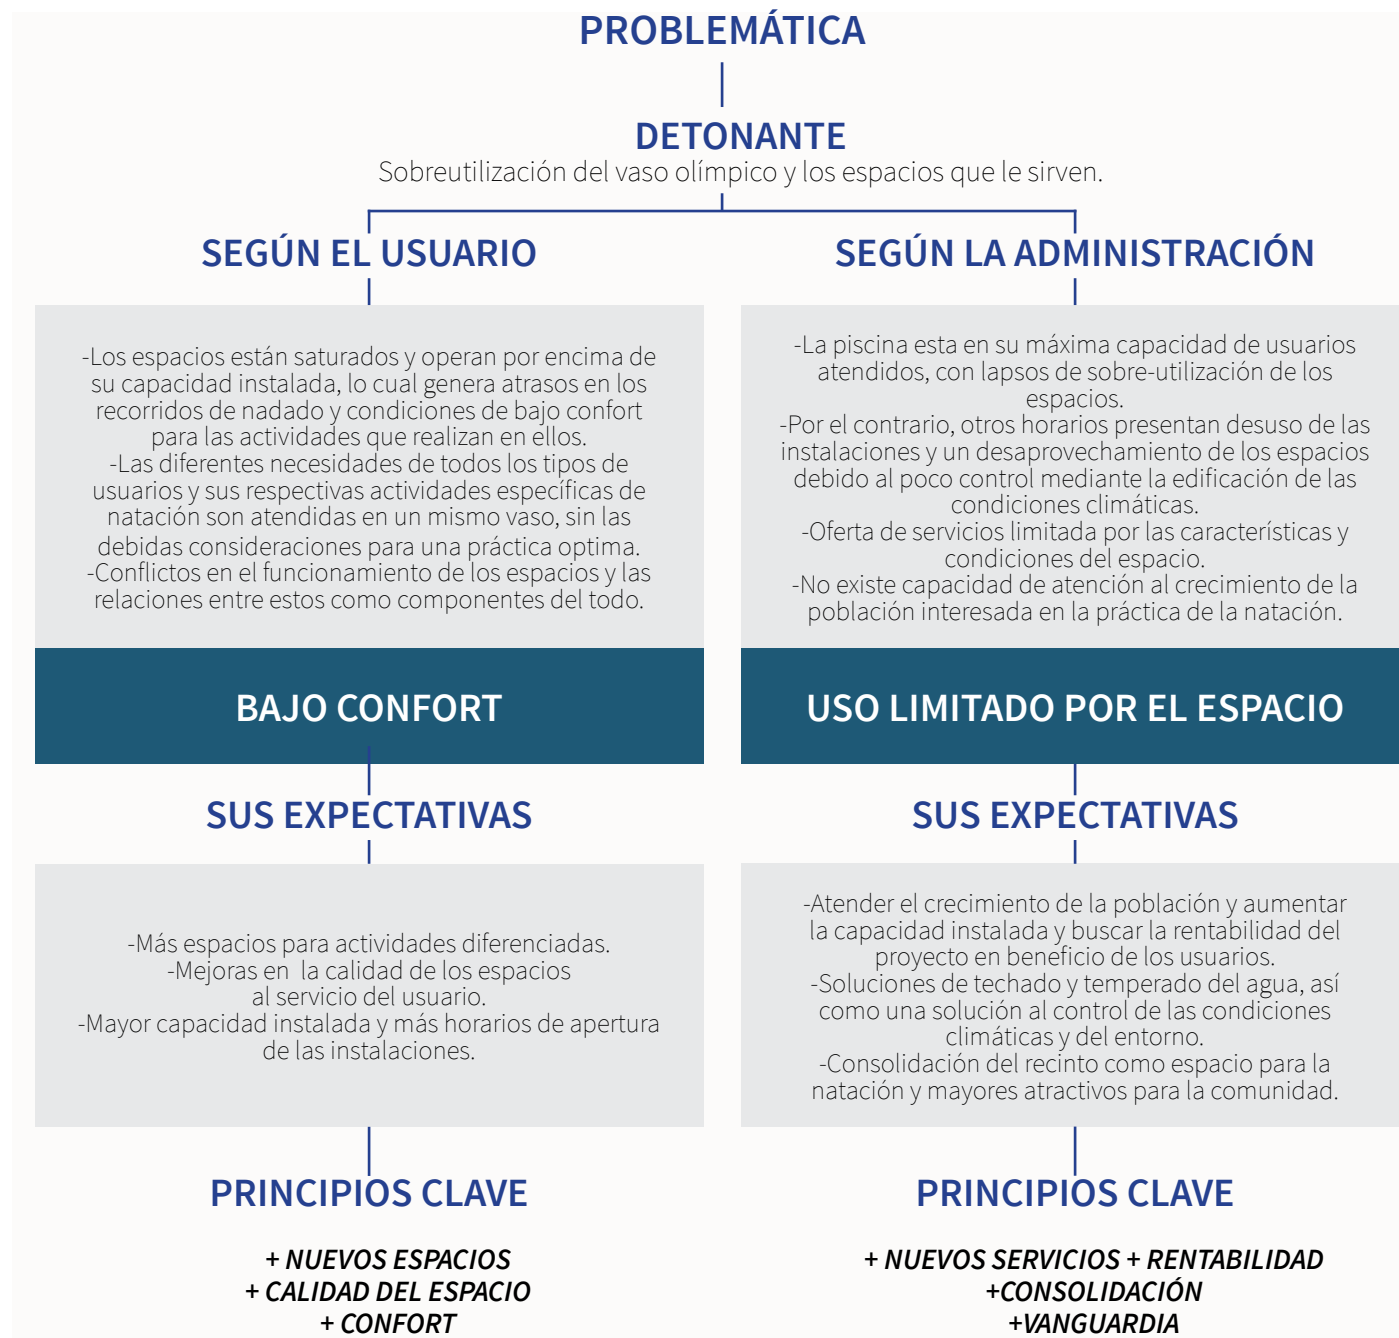 PROBLEMÁTICA
DETONANTE
Sobreutilización del vaso olímpico y los espacios que le sirven.
SEGÚN EL USUARIO
-Los espacios están saturados y operan por encima de
su capacidad instalada, lo cual genera atrasos en los
recorridos de nadado y condiciones de bajo confort
para las actividades que realizan en ellos.
-Las diferentes necesidades de todos los tipos de
usuarios y sus respectivas actividades específicas de
natación son atendidas en un mismo vaso, sin las
debidas consideraciones para una práctica optima.
-Conflictos en el funcionamiento de los espacios y las
relaciones entre estos como componentes del todo.
BAJO CONFORT
SUS EXPECTATIVAS
-Más espacios para actividades diferenciadas.
-Mejoras en la calidad de los espacios
al servicio del usuario.
-Mayor capacidad instalada y más horarios de apertura
de las instalaciones.
PRINCIPIOS CLAVE
+ NUEVOS ESPACIOS
+ CALIDAD DEL ESPACIO
+ CONFORT
SEGÚN LA ADMINISTRACIÓN
-La piscina esta en su máxima capacidad de usuarios
atendidos, con lapsos de sobre-utilización de los
espacios.
-Por el contrario, otros horarios presentan desuso de las
instalaciones y un desaprovechamiento de los espacios
debido al poco control mediante la edificación de las
condiciones climáticas.
-Oferta de servicios limitada por las características y
condiciones del espacio.
-No existe capacidad de atención al crecimiento de la
población interesada en la práctica de la natación.
USO LIMITADO POR EL ESPACIO
SUS EXPECTATIVAS
-Atender el crecimiento de la población y aumentar
la capacidad instalada y buscar la rentabilidad del
proyecto en beneficio de los usuarios.
-Soluciones de techado y temperado del agua, así
como una solución al control de las condiciones
climáticas y del entorno.
-Consolidación del recinto como espacio para la
natación y mayores atractivos para la comunidad.
PRINCIPIOS CLAVE
+ NUEVOS SERVICIOS + RENTABILIDAD
+CONSOLIDACIÓN
+VANGUARDIA